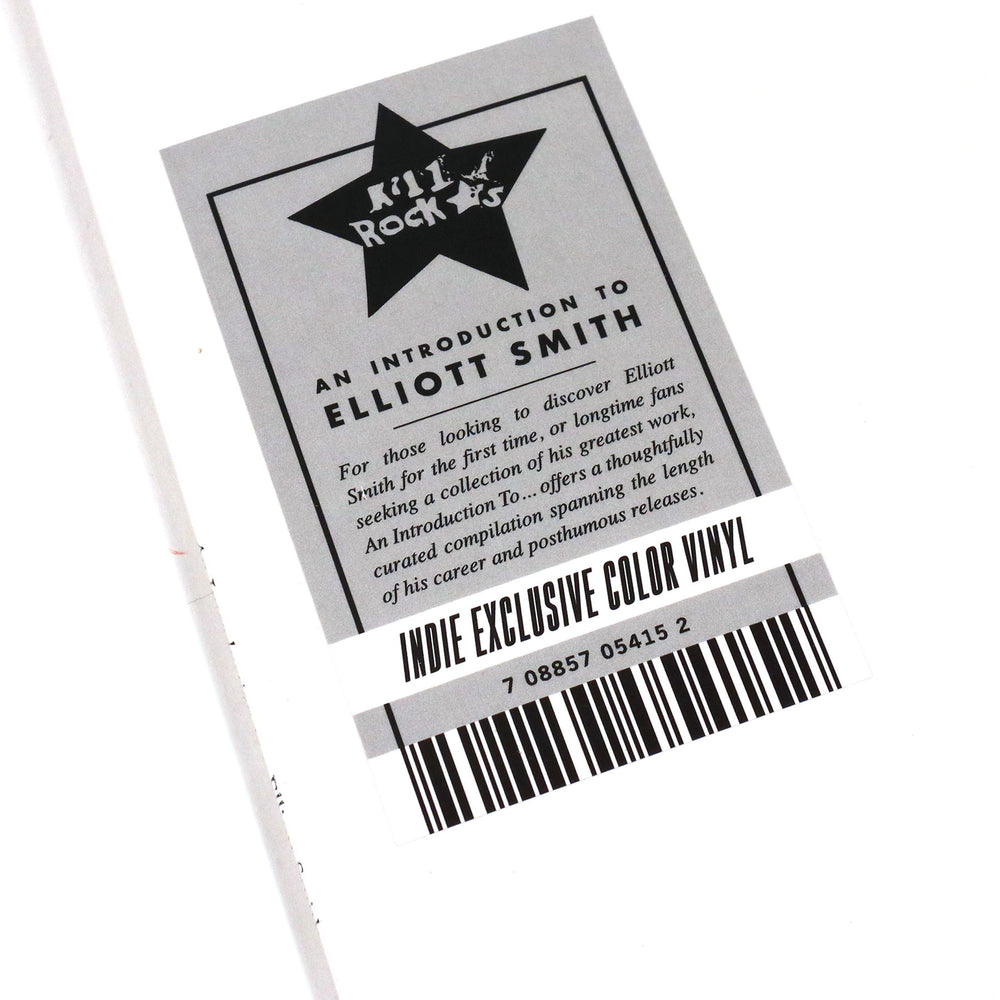 KILL
ROCK ★S
AN INTRODUCTION TO
ELLIOTT SMITH
For those looking to discover Elliott
Smith for the first time, or longtime fans
seeking a collection of his greatest work,
An Introduction To... offers a thoughtfully
curated compilation spanning the length
of his career and posthumous releases.
INDIE EXCLUSIVE COLOR VINYL
7 08857 05415 2